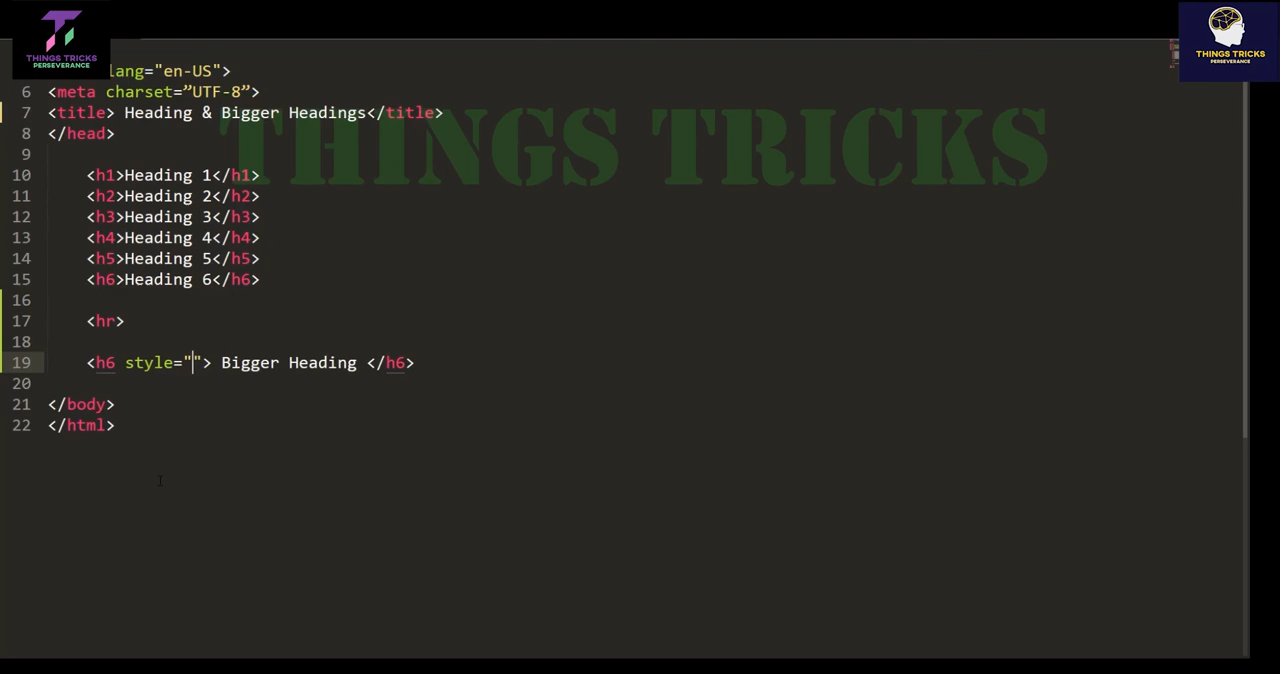 THINGS TRICKS
PERSEVERANCE
THINGS TRICKS
PERSEVERANCE
THINGS TRICKS
lang="en-US">
6 <meta charset=”UTF-8”>
7 <title> Heading & Bigger Headings</title>
8 </head>
9
10 <h1>Heading 1</h1>
11 <h2>Heading 2</h2>
12 <h3>Heading 3</h3>
13 <h4>Heading 4</h4>
14 <h5>Heading 5</h5>
15 <h6>Heading 6</h6>
16
17 <hr>
18
19 <h6 style=""> Bigger Heading </h6>
20
21 </body>
22 </html>